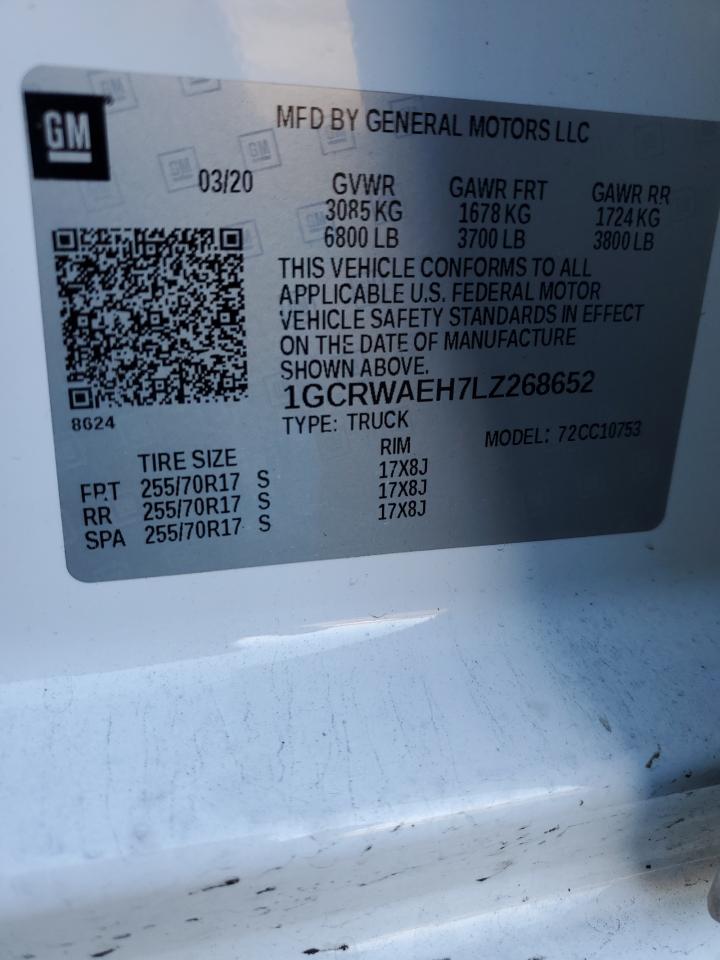 GM
MFD BY GENERAL MOTORS LLC
03/20 GVWR GAWR FRT GAWR RR
3085 KG 1678 KG 1724 KG
6800 LB 3700 LB 3800 LB
THIS VEHICLE CONFORMS TO ALL
APPLICABLE U.S. FEDERAL MOTOR
VEHICLE SAFETY STANDARDS IN EFFECT
ON THE DATE OF MANUFACTURE
SHOWN ABOVE.
1GCRWAEH7LZ268652
8624
TYPE: TRUCK MODEL: 72CC10753
TIRE SIZE RIM
FRT 255/70R17 S 17X8J
RR 255/70R17 S 17X8J
SPA 255/70R17 S 17X8J